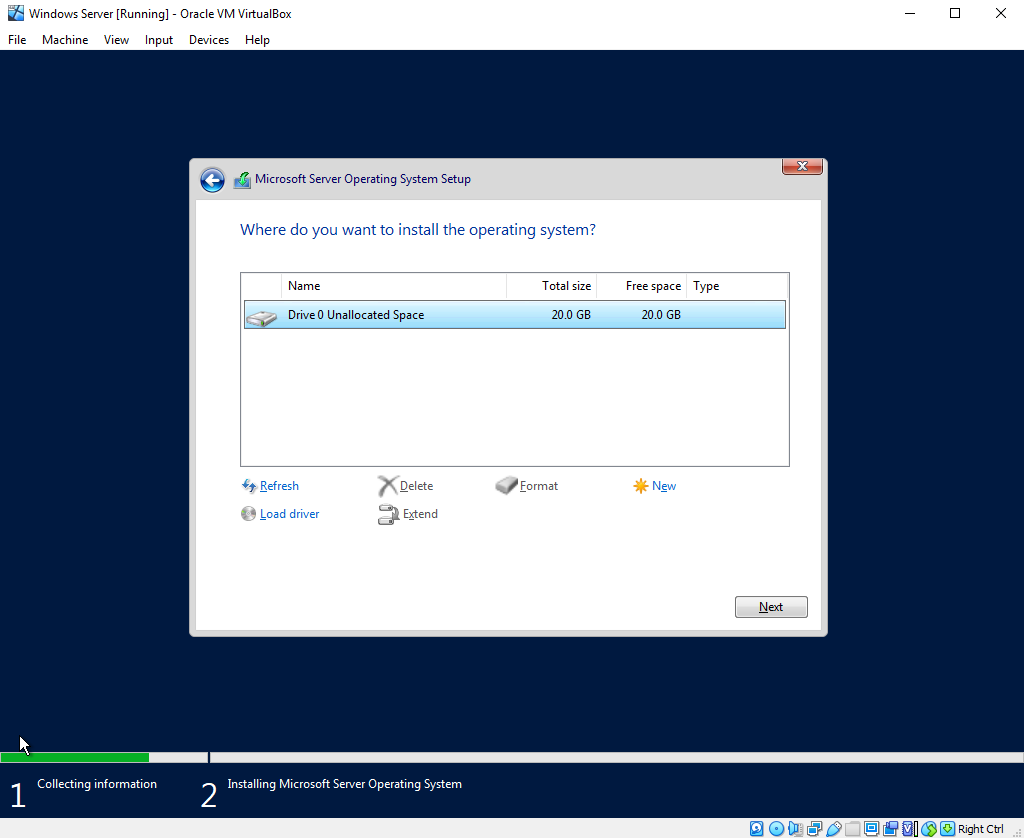 Windows Server [Running] - Oracle VM VirtualBox
File Machine View Input Devices Help
Microsoft Server Operating System Setup
Where do you want to install the operating system?
Name Total size Free space Type
Drive 0 Unallocated Space 20.0 GB 20.0 GB
Refresh Delete Format New
Load driver Extend
Next
1 Collecting information 2 Installing Microsoft Server Operating System
Right Ctrl